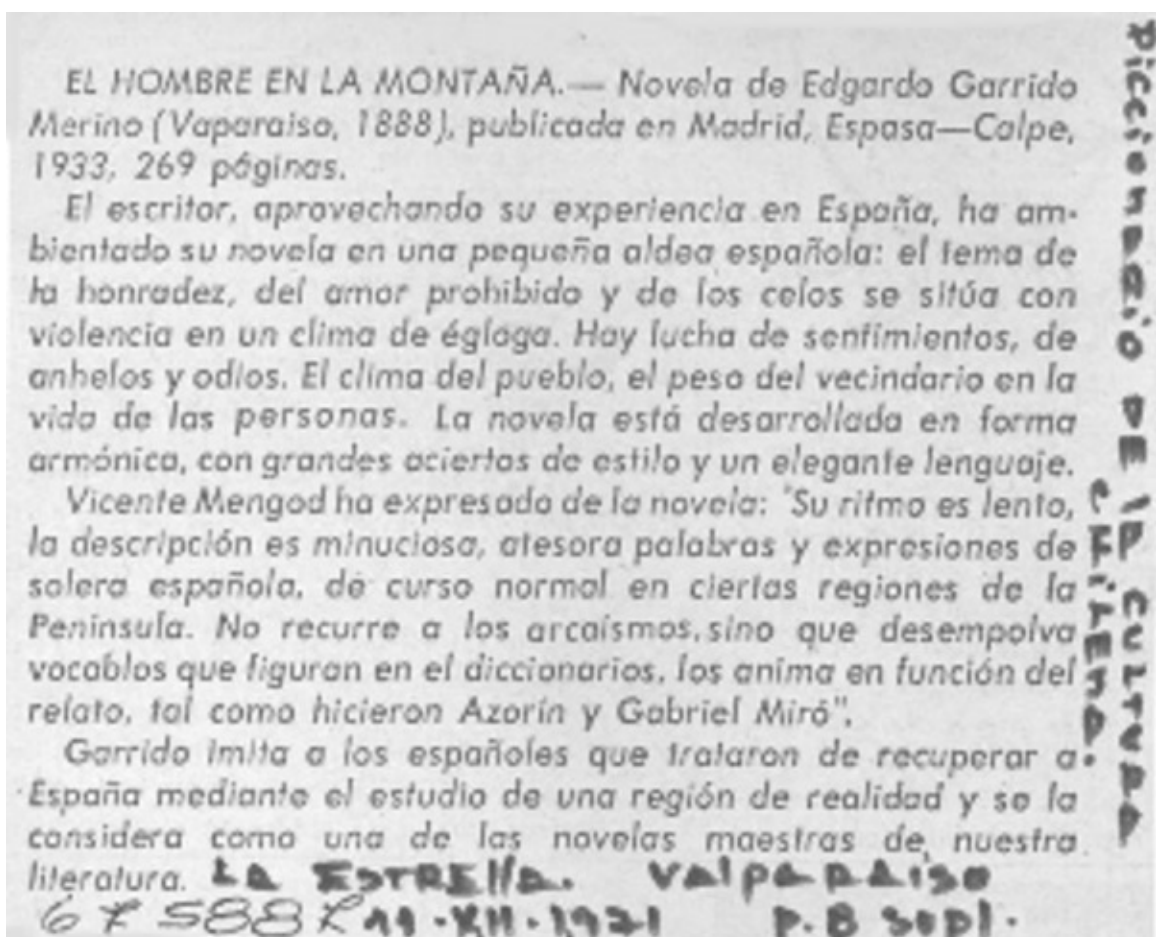 EL HOMBRE EN LA MONTAÑA.— Novela de Edgardo Garrido
Merino (Vaparaiso, 1888), publicada en Madrid, Espasa—Calpe,
1933, 269 páginas.
El escritor, aprovechando su experiencia en España, ha am-
bientado su novela en una pequeña aldea española: el tema de
la honradez, del amor prohibido y de los celos se sitúa con
violencia en un clima de égloga. Hay lucha de sentimientos, de
anhelos y odios. El clima del pueblo, el peso del vecindario en la
vida de las personas. La novela está desarrollada en forma
armónica, con grandes aciertos de estilo y un elegante lenguaje.
Vicente Mengod ha expresado de la novela: "Su ritmo es lento,
la descripción es minuciosa, atesora palabras y expresiones de
solera española, de curso normal en ciertas regiones de la
Peninsula. No recurre a los arcaísmos, sino que desempolva
vocablos que figuran en el diccionarios, los anima en función del
relato, tal como hicieron Azorín y Gabriel Miró".
Garrido imita a los españoles que trataron de recuperar a
España mediante el estudio de una región de realidad y se la
considera como una de las novelas maestras de nuestra
literatura.
LA ESTRElla. VAlpARAiso
P. 8 Supl.
DiccionArio DE lA CulTurA
CHilENA.